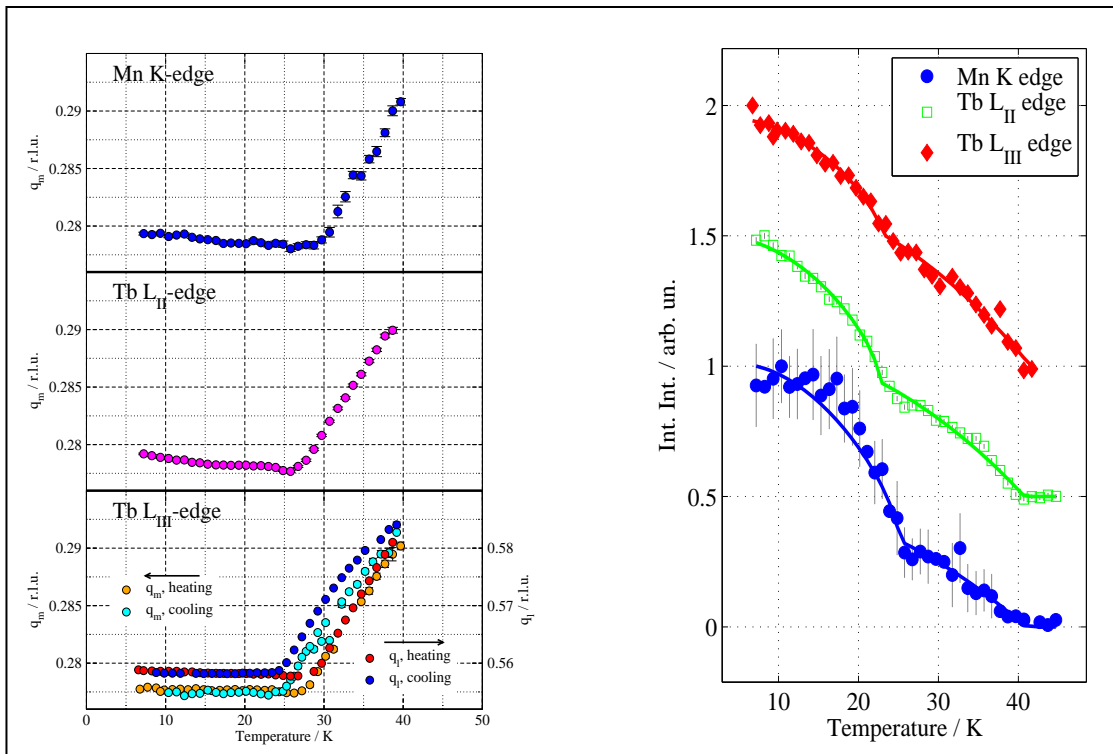 Mn K-edge
0.29
0.285
0.28
q_m / r.l.u.
Tb L_II-edge
0.29
0.285
0.28
q_m / r.l.u.
Tb L_III-edge
0.29
0.285
0.28
q_m / r.l.u.
q_m, heating
q_m, cooling
q_l, heating
q_l, cooling
0.58
0.57
0.56
q_l / r.l.u.
0 10 20 30 40 50
Temperature / K
Mn K edge
Tb L_II edge
Tb L_III edge
2
1.5
1
0.5
0
Int. Int. / arb. un.
10 20 30 40
Temperature / K